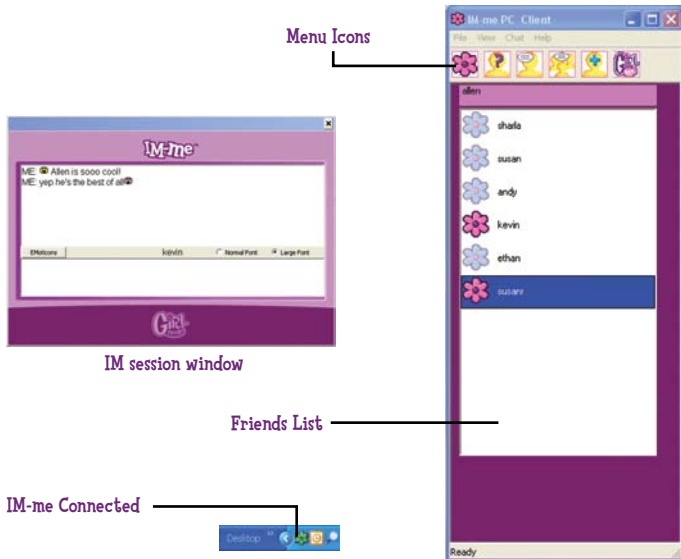 Menu Icons
IM-me PC Client
File View Chat Help
allen
sharla
susan
andy
kevin
ethan
susanr
Ready
IM-me
ME: Allen is sooo cool!
ME: yep he's the best of all
EMoticons kevin Normal Font Large Font
Girl
IM session window
Friends List
IM-me Connected
Desktop »